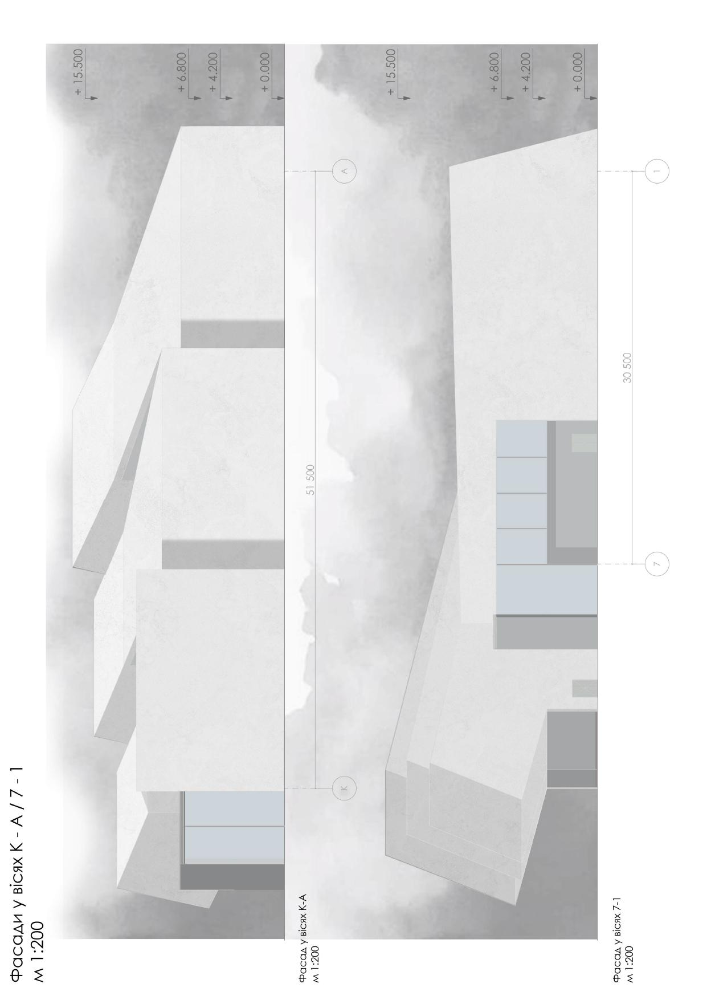 Фасади у вісях К - А / 7 - 1
м 1:200
+ 15.500
+ 6.800
+ 4.200
+ 0.000
К
51 500
А
Фасад у вісях К-А
м 1:200
+ 15.500
+ 6.800
+ 4.200
+ 0.000
7
30 500
1
Фасад у вісях 7-1
м 1:200